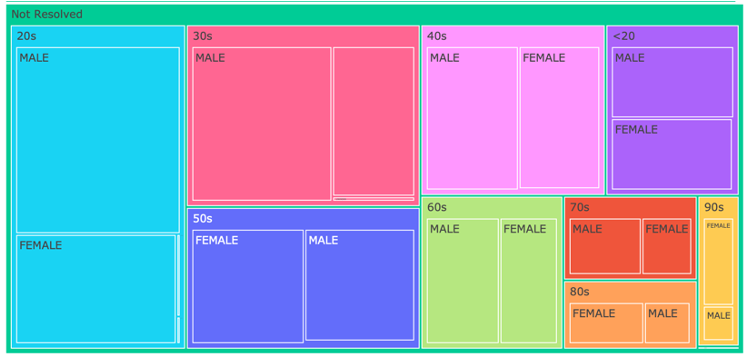 Not Resolved
20s
MALE
FEMALE
30s
MALE
40s
MALE
FEMALE
<20
MALE
FEMALE
50s
FEMALE
MALE
60s
MALE
FEMALE
70s
MALE
FEMALE
80s
FEMALE
MALE
90s
FEMALE
MALE